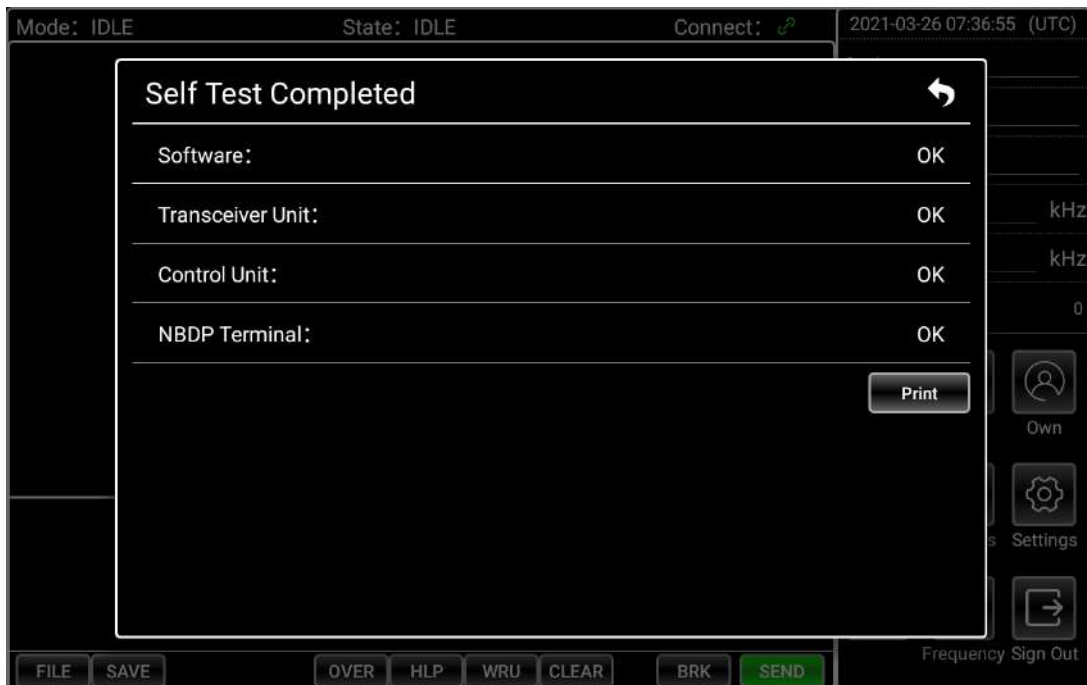 Mode: IDLE State: IDLE Connect: 2021-03-26 07:36:55 (UTC)
Self Test Completed
Software: OK
Transceiver Unit: OK
kHz
Control Unit: OK
kHz
0
NBDP Terminal: OK
Print
Own
s Settings
Frequency Sign Out
FILE SAVE OVER HLP WRU CLEAR BRK SEND